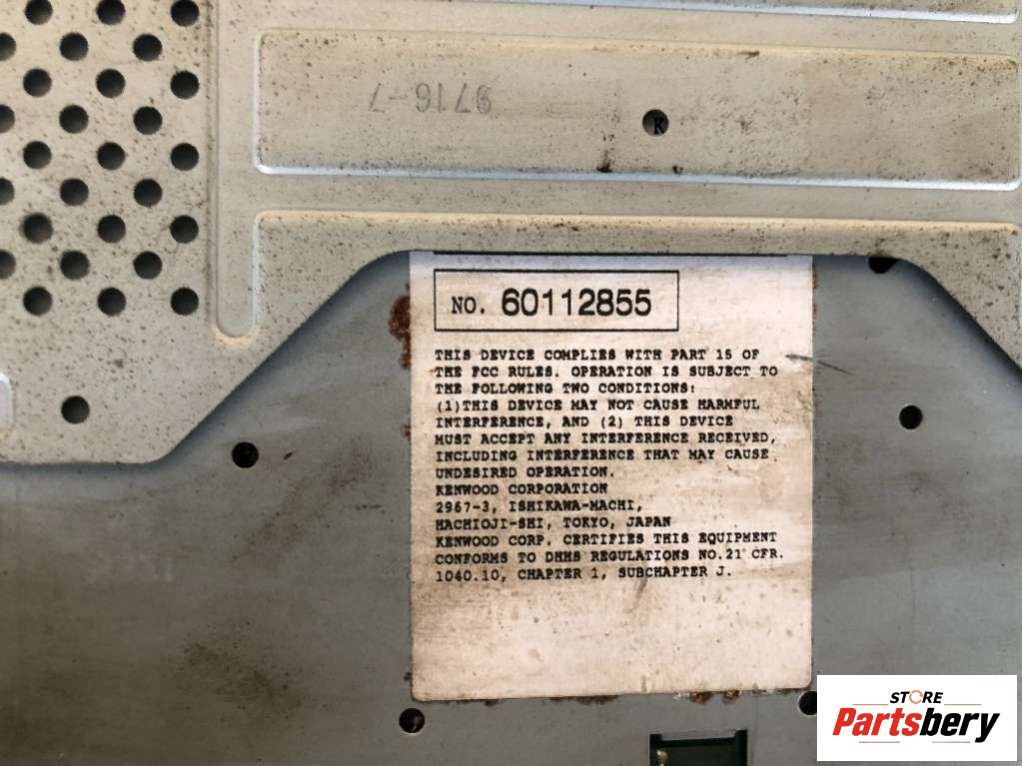 9716-7
K
NO. 60112855
THIS DEVICE COMPLIES WITH PART 15 OF
THE FCC RULES. OPERATION IS SUBJECT TO
THE FOLLOWING TWO CONDITIONS:
(1)THIS DEVICE MAY NOT CAUSE HARMFUL
INTERFERENCE, AND (2) THIS DEVICE
MUST ACCEPT ANY INTERFERENCE RECEIVED,
INCLUDING INTERFERENCE THAT MAY CAUSE
UNDESIRED OPERATION.
KENWOOD CORPORATION
2967-3, ISHIKAWA-MACHI,
HACHIOJI-SHI, TOKYO, JAPAN
KENWOOD CORP. CERTIFIES THIS EQUIPMENT
CONFORMS TO DHHS REGULATIONS NO.21 CFR.
1040.10, CHAPTER 1, SUBCHAPTER J.
STORE
Partsbery